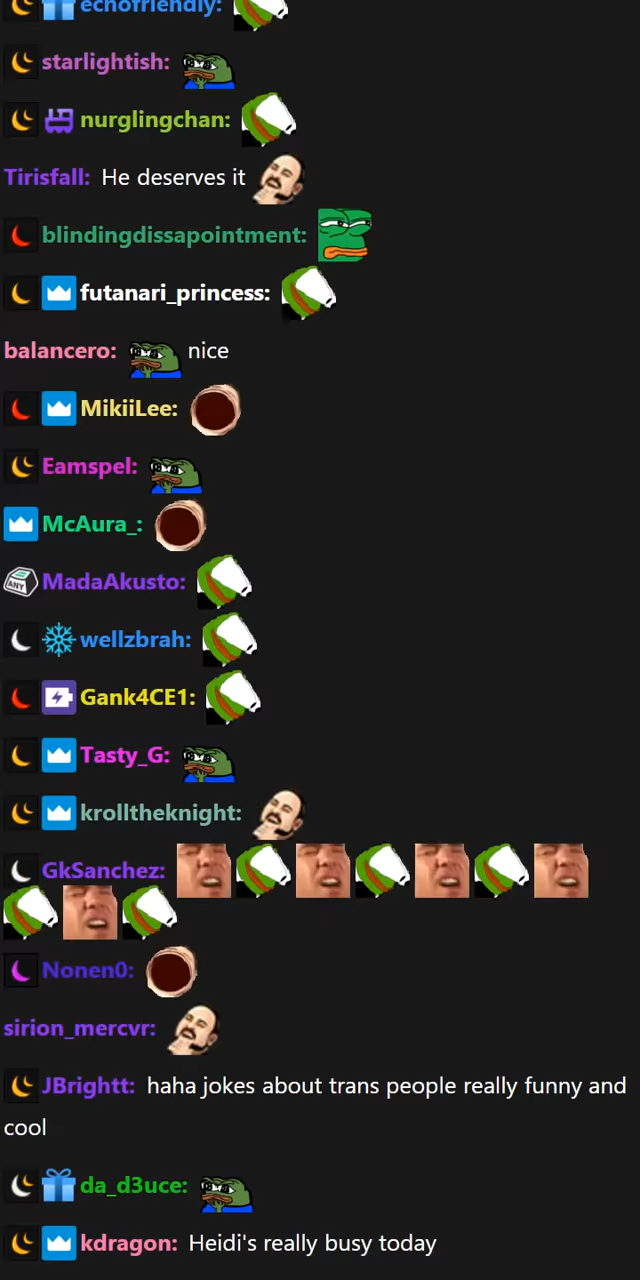 echofriendly:
starlightish:
nurglingchan:
Tirisfall: He deserves it
blindingdissapointment:
futanari_princess:
balancero: nice
MikiiLee:
Eamspel:
McAura_:
ANY MadaAkusto:
wellzbrah:
Gank4CE1:
Tasty_G:
krolltheknight:
GkSanchez:
Nonen0:
sirion_mercvr:
JBrightt: haha jokes about trans people really funny and
cool
da_d3uce:
kdragon: Heidi's really busy today